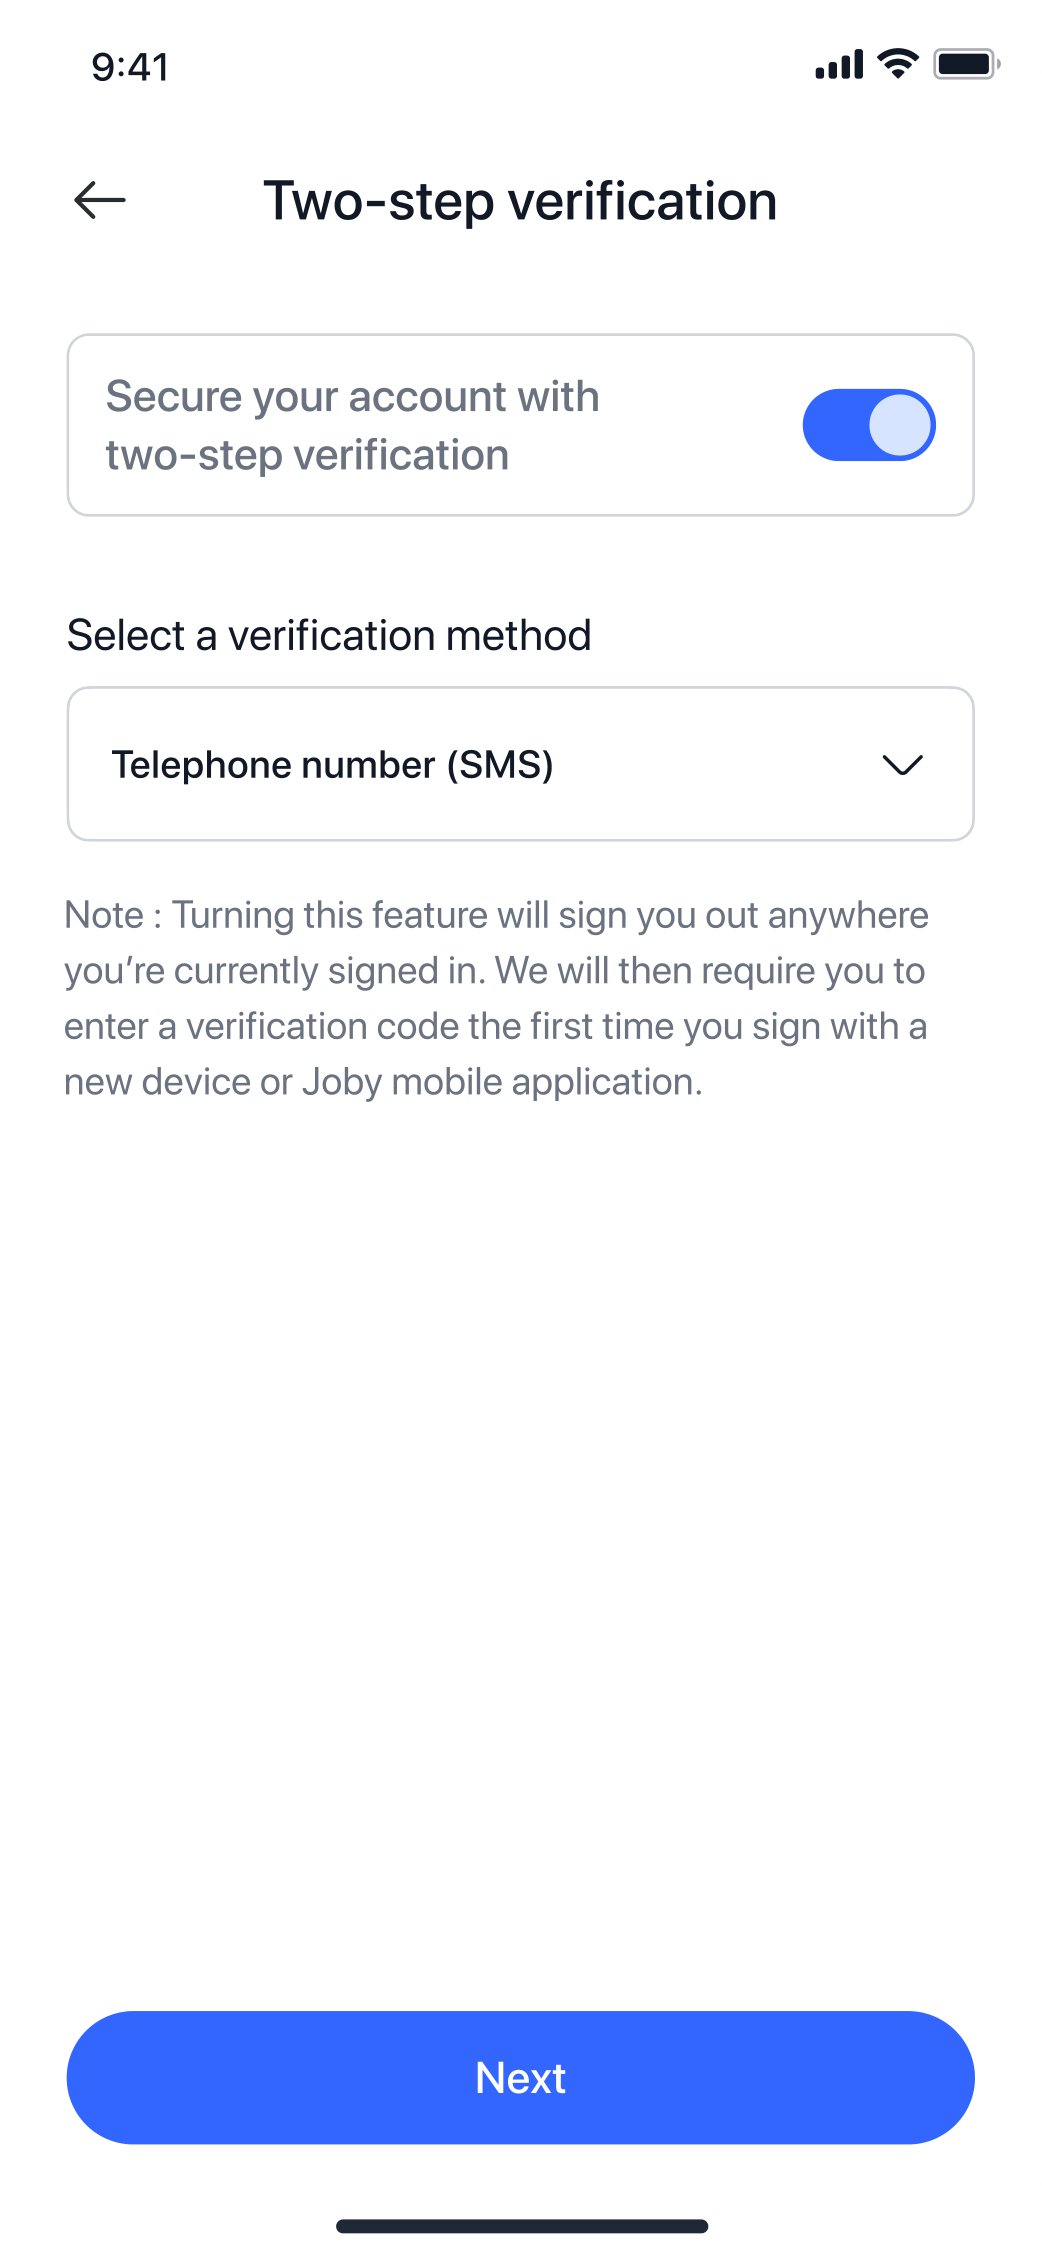 9:41
Two-step verification
Secure your account with
two-step verification
Select a verification method
Telephone number (SMS)
Note : Turning this feature will sign you out anywhere
you’re currently signed in. We will then require you to
enter a verification code the first time you sign with a
new device or Joby mobile application.
Next